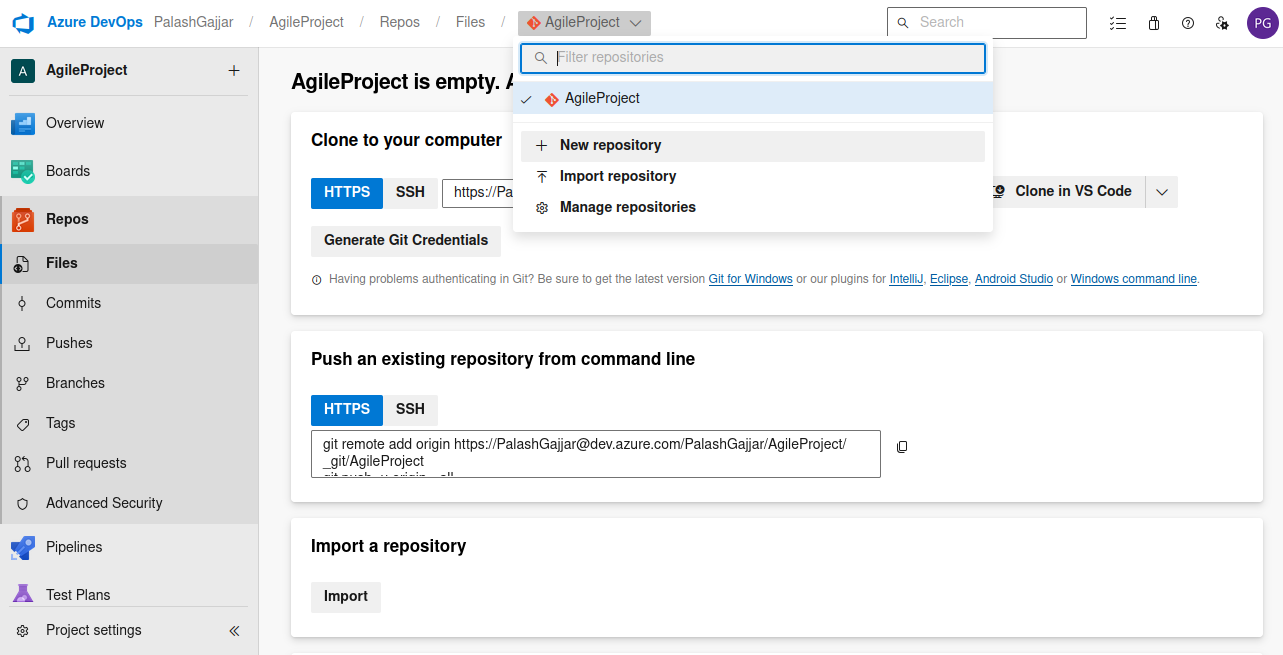 Azure DevOps PalashGajjar / AgileProject / Repos / Files / AgileProject
Search
PG
A AgileProject
Overview
Boards
Repos
Files
Commits
Pushes
Branches
Tags
Pull requests
Advanced Security
Pipelines
Test Plans
Project settings
Filter repositories
AgileProject
New repository
Import repository
Manage repositories
AgileProject is empty.
Clone to your computer
HTTPS SSH https://Pa
Clone in VS Code
Generate Git Credentials
Having problems authenticating in Git? Be sure to get the latest version Git for Windows or our plugins for IntelliJ, Eclipse, Android Studio or Windows command line.
Push an existing repository from command line
HTTPS SSH
git remote add origin https://PalashGajjar@dev.azure.com/PalashGajjar/AgileProject/
_git/AgileProject
Import a repository
Import